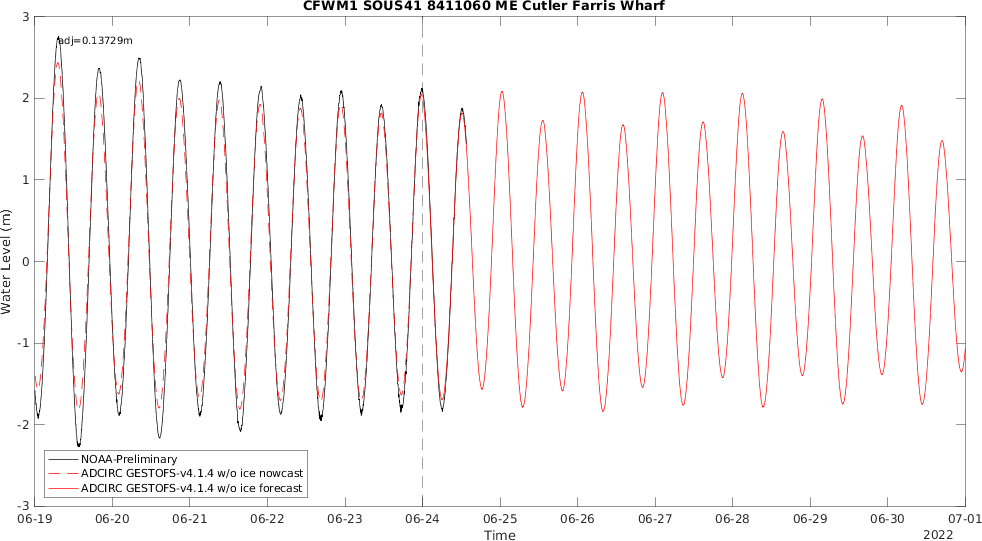 CFWM1 SOUS41 8411060 ME Cutler Farris Wharf
adj=0.13729m
Water Level (m)
3
2
1
0
-1
-2
-3
NOAA-Preliminary
ADCIRC GESTOFS-v4.1.4 w/o ice nowcast
ADCIRC GESTOFS-v4.1.4 w/o ice forecast
06-19 06-20 06-21 06-22 06-23 06-24 06-25 06-26 06-27 06-28 06-29 06-30 07-01
Time
2022